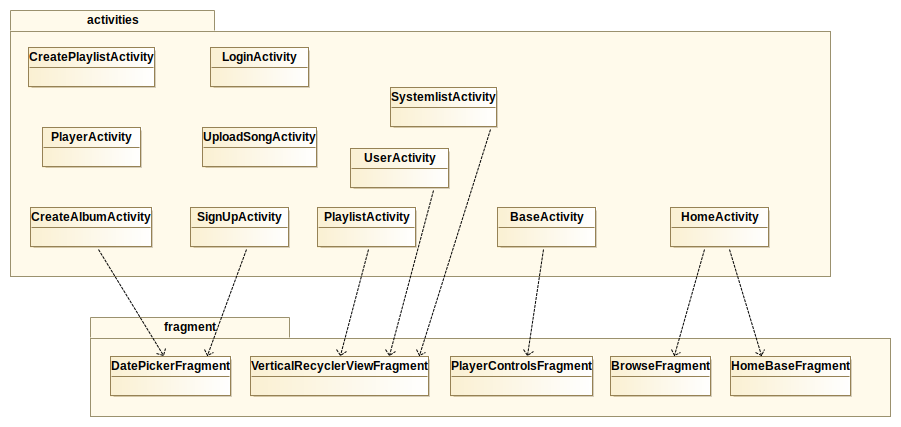 activities
CreatePlaylistActivity
LoginActivity
SystemlistActivity
PlayerActivity
UploadSongActivity
UserActivity
CreateAlbumActivity
SignUpActivity
PlaylistActivity
BaseActivity
HomeActivity
fragment
DatePickerFragment
VerticalRecyclerViewFragment
PlayerControlsFragment
BrowseFragment
HomeBaseFragment